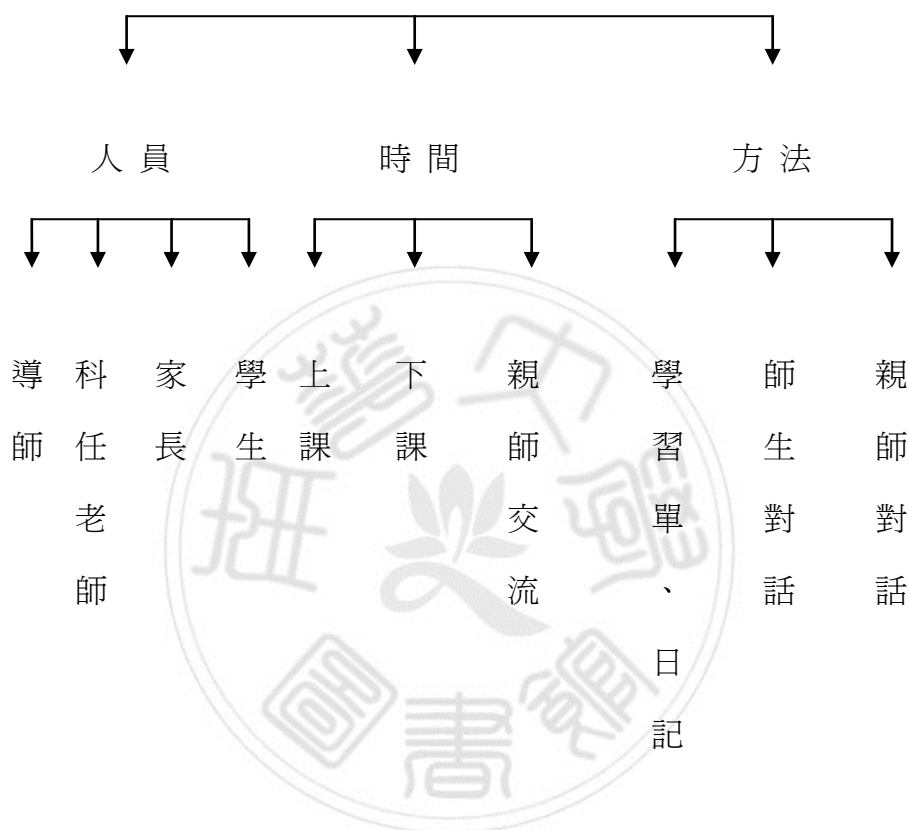 人員
時間
方法
導師
科任老師
家長
學生
上課
下課
親師交流
學習單、日記
師生對話
親師對話